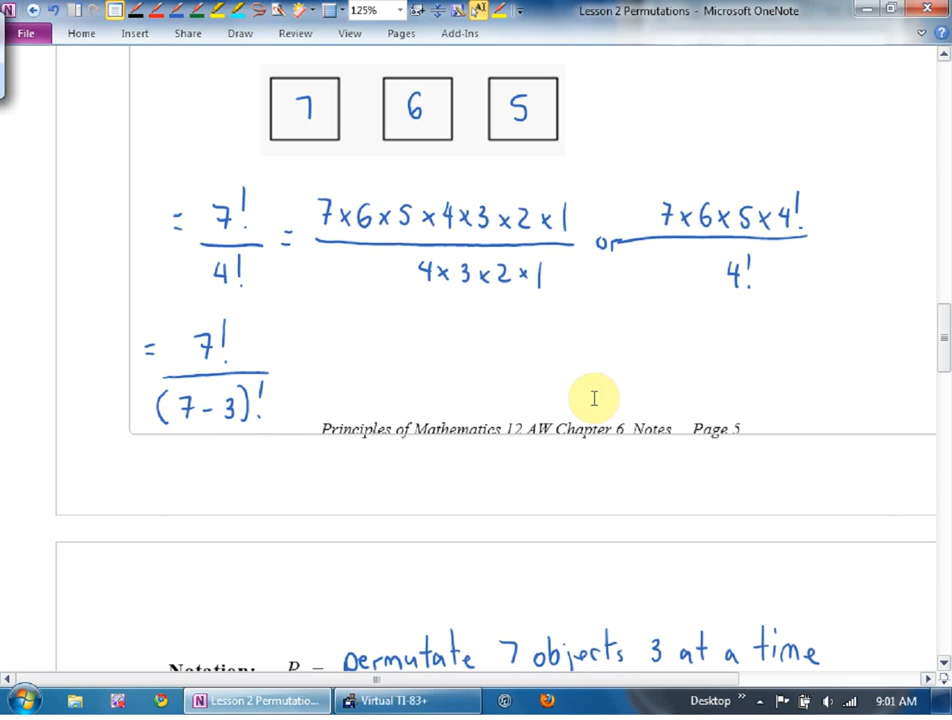 125% Lesson 2 Permutations - Microsoft OneNote
File Home Insert Share Draw Review View Pages Add-Ins
7 6 5
= 7! / 4! = 7×6×5×4×3×2×1 / 4×3×2×1 or 7×6×5×4! / 4!
= 7! / (7-3)!
Principles of Mathematics 12 AW Chapter 6 Notes Page 5
Notation: P = permutate 7 objects 3 at a time
Lesson 2 Permutatio... Virtual TI-83+ Desktop 9:01 AM